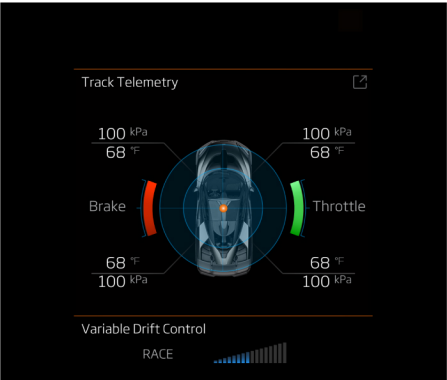 Track Telemetry
100 kPa
68 °F
100 kPa
68 °F
Brake
Throttle
68 °F
100 kPa
68 °F
100 kPa
Variable Drift Control
RACE